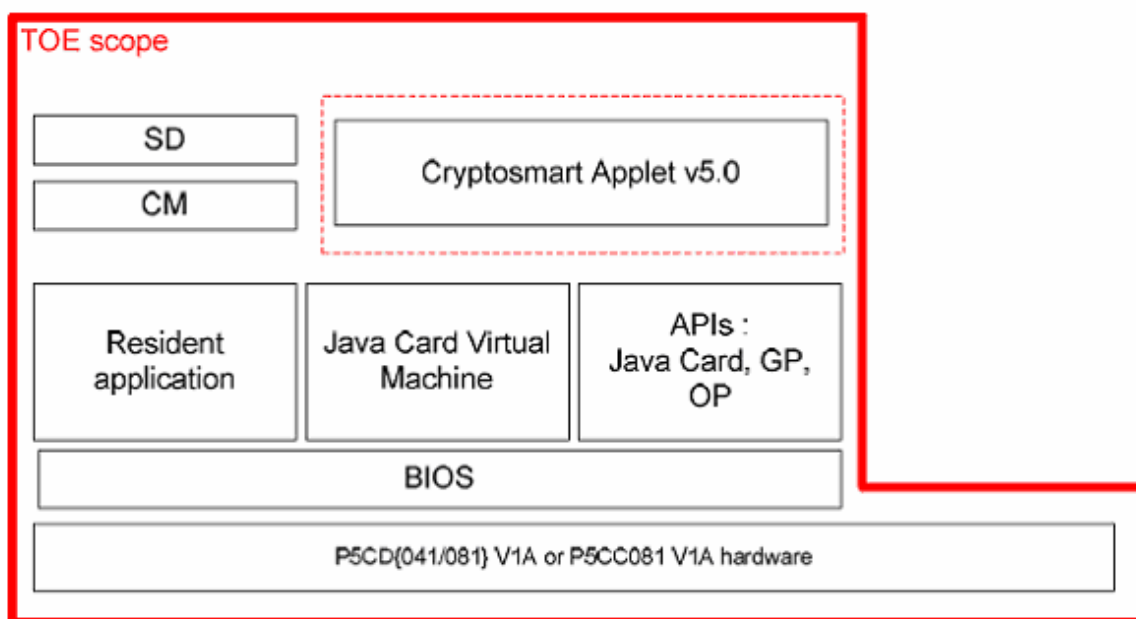 TOE scope
SD
CM
Cryptosmart Applet v5.0
Resident
application
Java Card Virtual
Machine
APIs :
Java Card, GP,
OP
BIOS
P5CD{041/081} V1A or P5CC081 V1A hardware